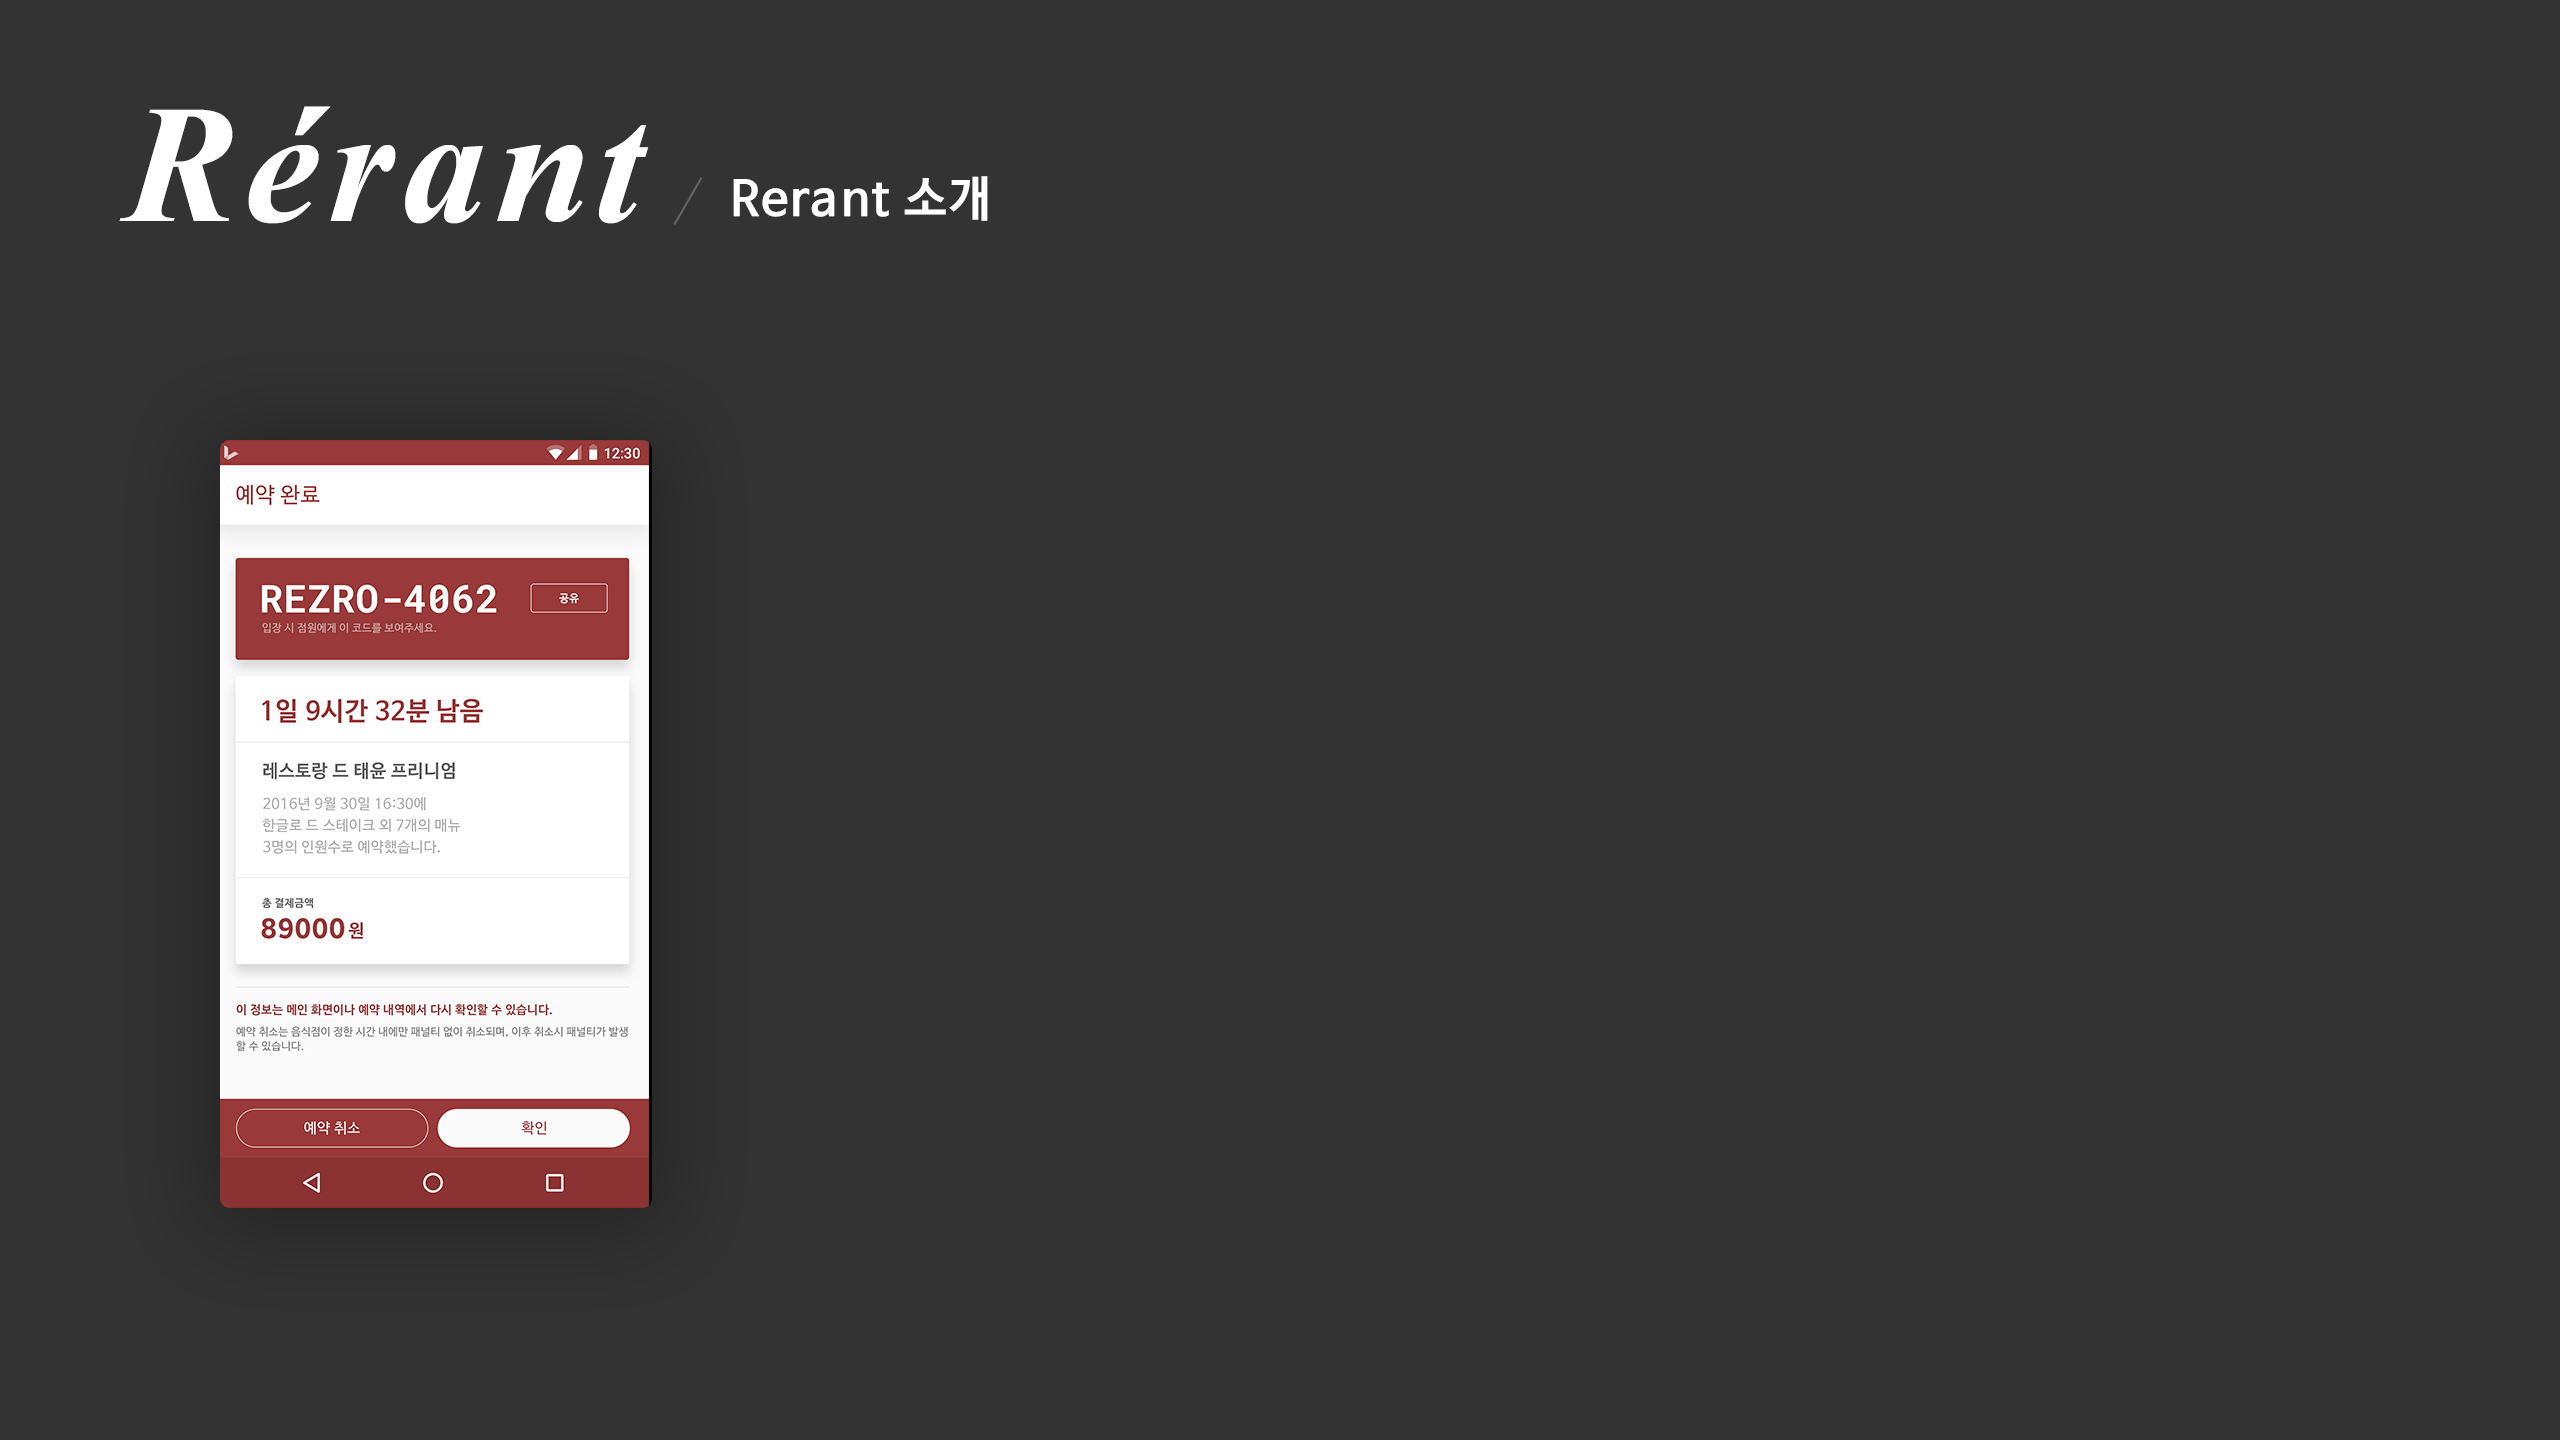 Rérant
Rerant 소개
12:30
예약 완료
REZRO-4062
공유
입장 시 점원에게 이 코드를 보여주세요.
1일 9시간 32분 남음
레스토랑 드 태윤 프리니엄
2016년 9월 30일 16:30에
한글로 드 스테이크 외 7개의 매뉴
3명의 인원수로 예약했습니다.
총 결제금액
89000원
이 정보는 메인 화면이나 예약 내역에서 다시 확인할 수 있습니다.
예약 취소는 음식점이 정한 시간 내에만 패널티 없이 취소되며, 이후 취소시 패널티가 발생
할 수 있습니다.
예약 취소
확인